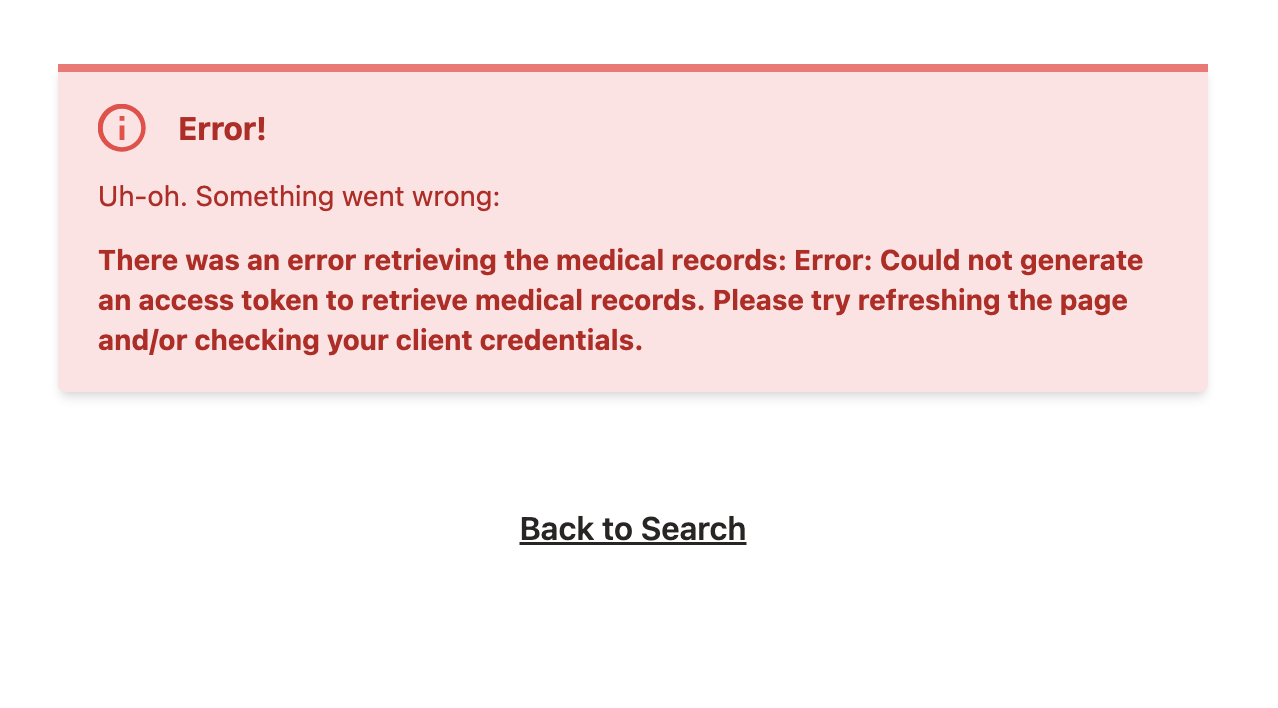 Error!
Uh-oh. Something went wrong:
There was an error retrieving the medical records: Error: Could not generate
an access token to retrieve medical records. Please try refreshing the page
and/or checking your client credentials.
Back to Search